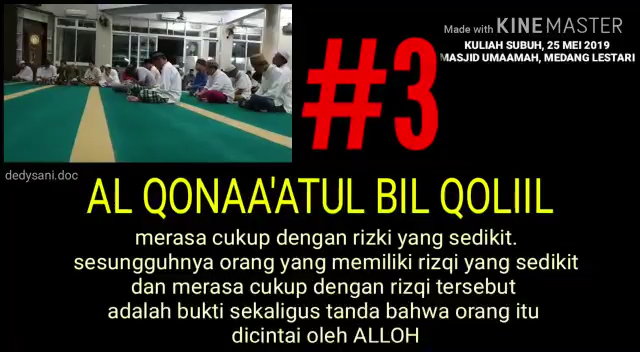 Made with KINEMASTER
KULIAH SUBUH, 25 MEI 2019
MASJID UMAAMAH, MEDANG LESTARI
#3
dedysani.doc
AL QONAA'ATUL BIL QOLIIL
merasa cukup dengan rizki yang sedikit.
sesungguhnya orang yang memiliki rizqi yang sedikit
dan merasa cukup dengan rizqi tersebut
adalah bukti sekaligus tanda bahwa orang itu
dicintai oleh ALLOH